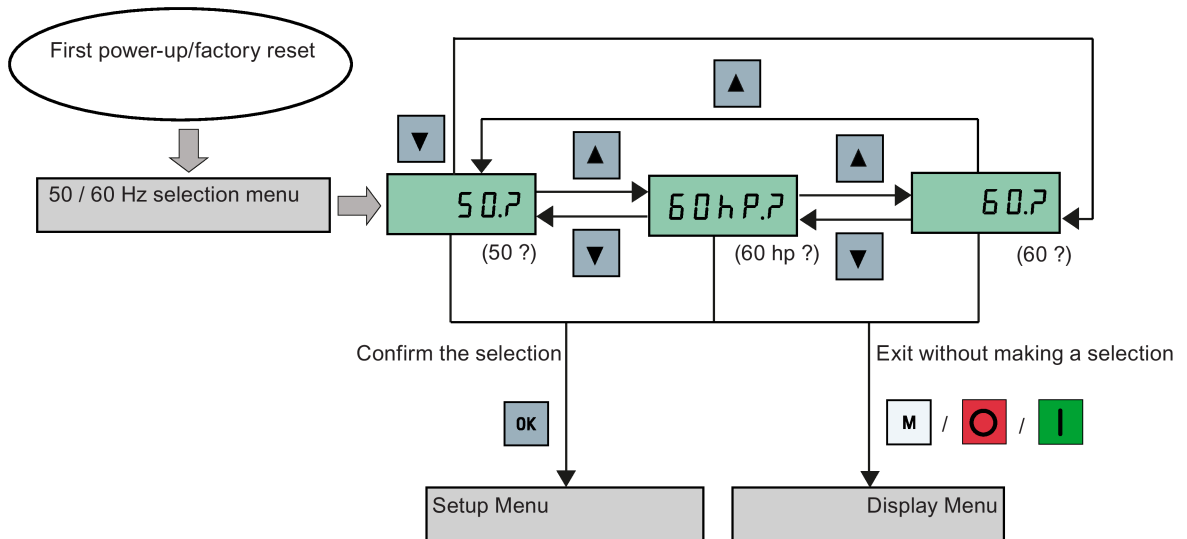 First power-up/factory reset
50 / 60 Hz selection menu
50.?
(50 ?)
60hP.?
(60 hp ?)
60.?
(60 ?)
Confirm the selection
Exit without making a selection
OK
M / O / I
Setup Menu
Display Menu